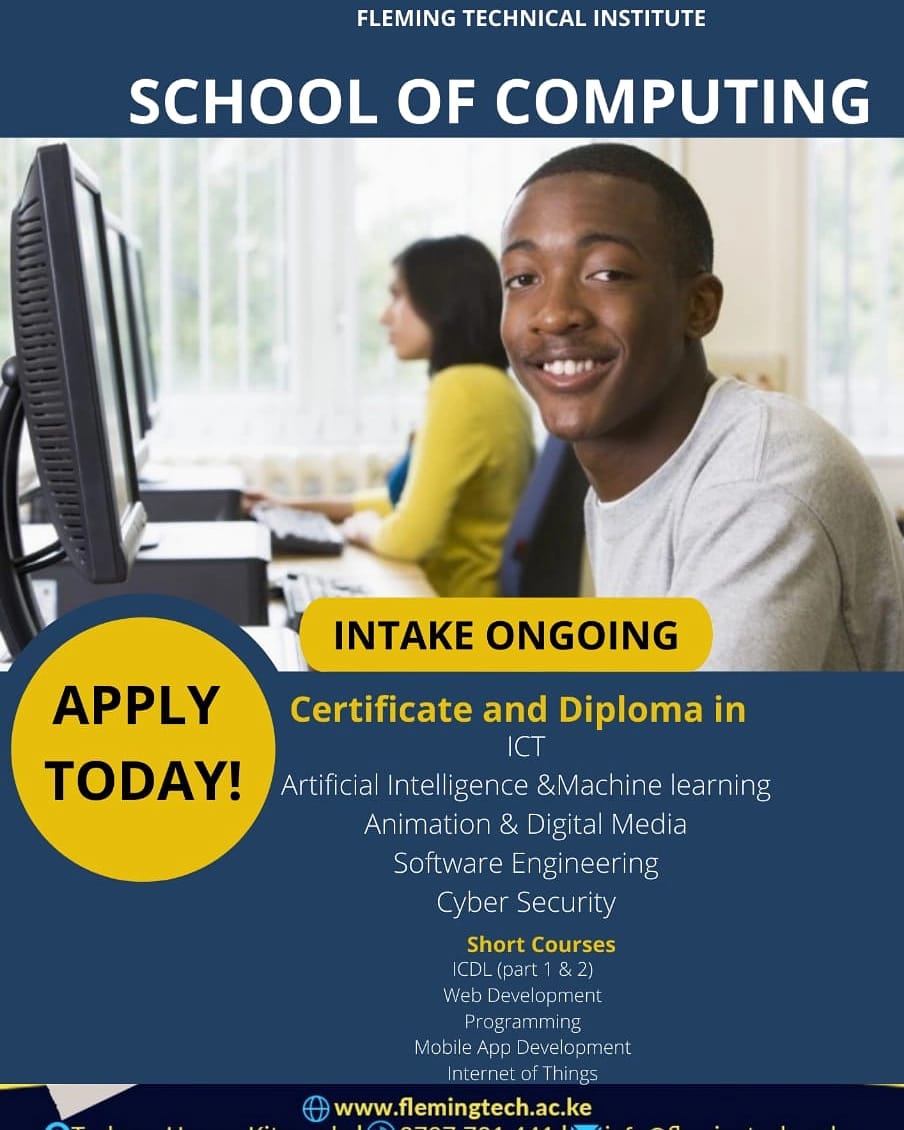 FLEMING TECHNICAL INSTITUTE
SCHOOL OF COMPUTING
INTAKE ONGOING
APPLY
TODAY!
Certificate and Diploma in
ICT
Artificial Intelligence &Machine learning
Animation & Digital Media
Software Engineering
Cyber Security
Short Courses
ICDL (part 1 & 2)
Web Development
Programming
Mobile App Development
Internet of Things
www.flemingtech.ac.ke